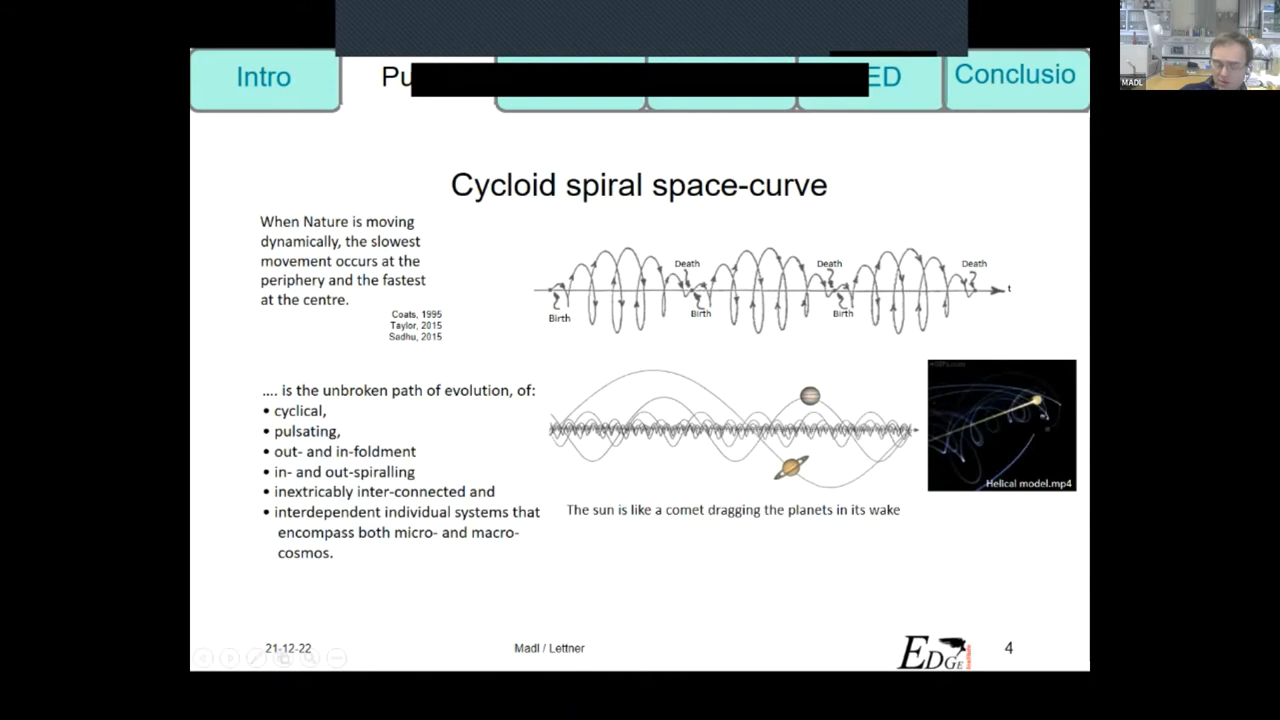 Intro
Pu
ED
Conclusio
MADL
Cycloid spiral space-curve
When Nature is moving
dynamically, the slowest
movement occurs at the
periphery and the fastest
at the centre.
Coats, 1995
Taylor, 2015
Sadhu, 2015
Death
Death
Death
t
Birth
Birth
Birth
.... is the unbroken path of evolution, of:
• cyclical,
• pulsating,
• out- and in-foldment
• in- and out-spiralling
• inextricably inter-connected and
• interdependent individual systems that
encompass both micro- and macro-
cosmos.
Helical model.mp4
The sun is like a comet dragging the planets in its wake
21-12-22
Madl / Lettner
EDGE
Institute
4